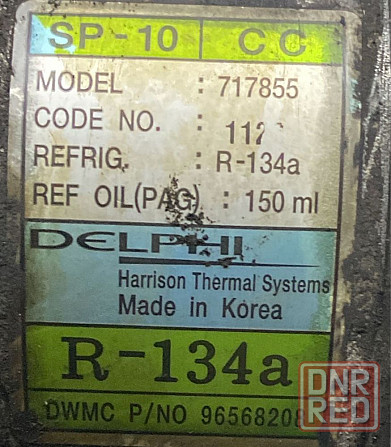 SP-10 CC
MODEL : 717855
CODE NO. :
REFRIG. : R-134a
REF OIL(PAG) : 150 ml
DELPHI
Harrison Thermal Systems
Made in Korea
R-134a
DWMC P/NO
DNR
RED